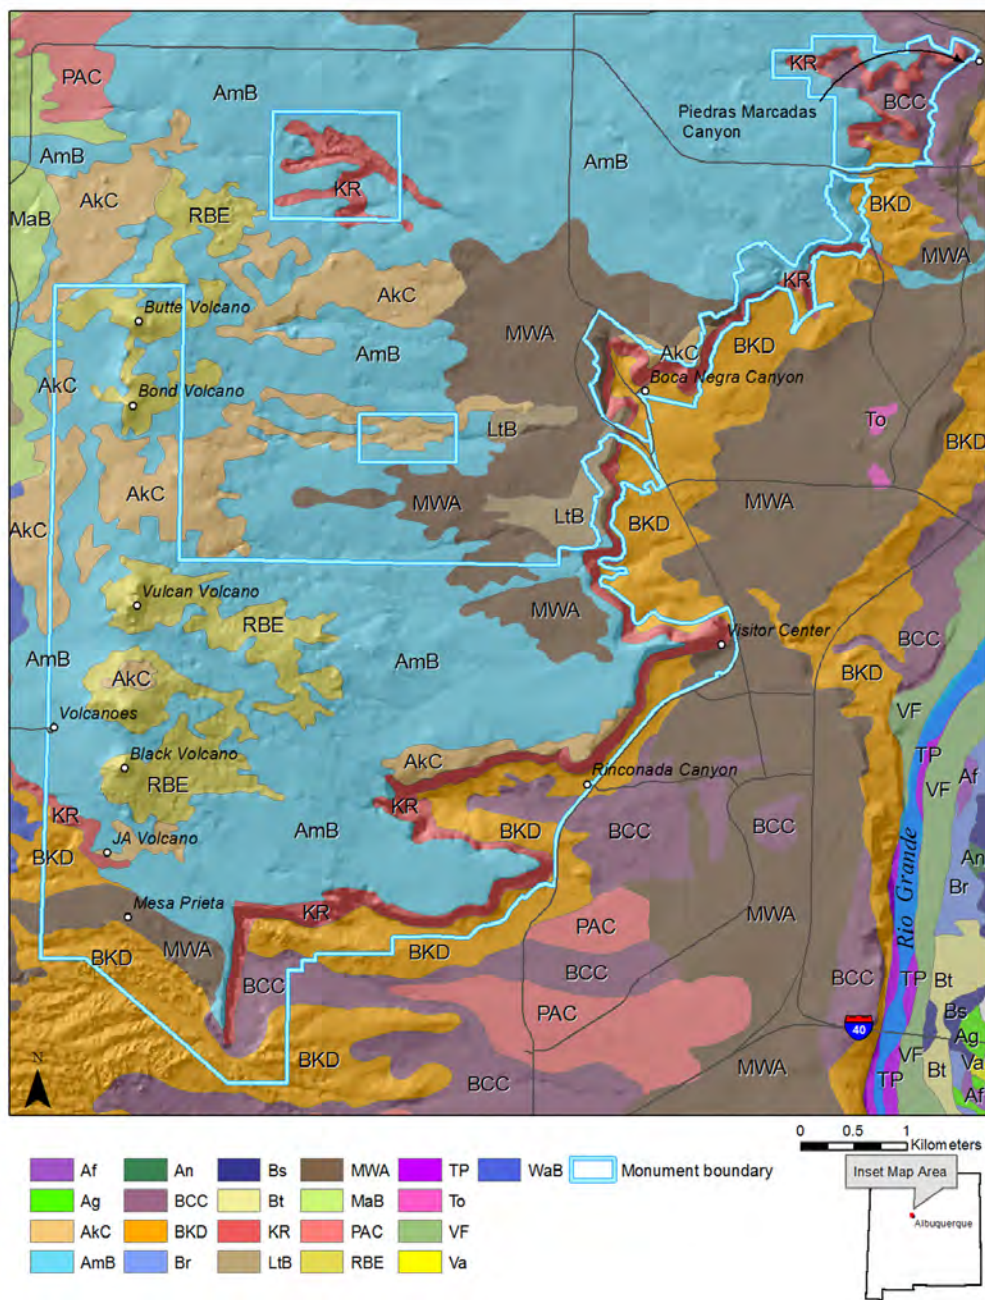 PAC
AmB
KR
BCC
Piedras Marcadas
Canyon
AmB
AmB
AkC
RBE
KR
MaB
BKD
MWA
KR
AkC
Butte Volcano
MWA
BKD
AmB
AkC
AkC
Boca Negra Canyon
Bond Volcano
To
LtB
BKD
AkC
MWA
MWA
AkC
LtB
BKD
Vulcan Volcano
MWA
RBE
Visitor Center
BCC
AmB
AmB
BKD
AkC
VF
Volcanoes
TP
Black Volcano
AkC
VF
Af
RBE
Rinconada Canyon
KR
KR
AmB
BKD
BCC
BCC
JA Volcano
BKD
An
Br
Rio Grande
Mesa Prieta
KR
MWA
PAC
MWA
BKD
BKD
BCC
BCC
BCC
TP
Bt
PAC
Bs
40
Ag
N
BKD
MWA
VF
Bt
Va
BCC
TP
Af
0 0.5 1
Kilometers
Af An Bs MWA TP WaB Monument boundary
Ag BCC Bt MaB To
AkC BKD KR PAC VF
AmB Br LtB RBE Va
Inset Map Area
Albuquerque